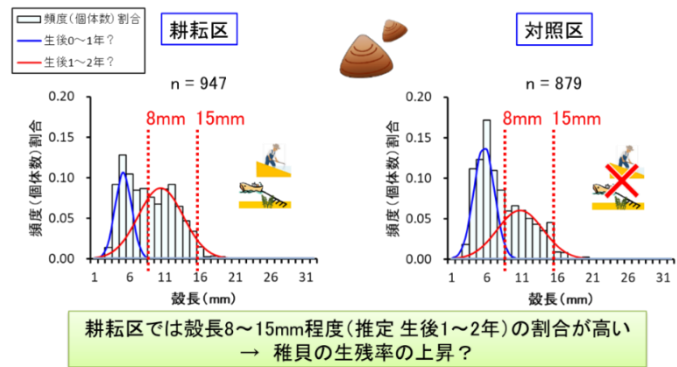 頻度(個体数)割合
生後0～1年?
生後1～2年?
耕耘区
対照区
n = 947
n = 879
頻度(個体数)割合
0.20
0.15
0.10
0.05
0.00
8mm
15mm
1 6 11 16 21 26 31
殻長(mm)
頻度(個体数)割合
0.20
0.15
0.10
0.05
0.00
8mm
15mm
1 6 11 16 21 26 31
殻長(mm)
耕耘区では殻長8～15mm程度(推定 生後1～2年)の割合が高い
→ 稚貝の生残率の上昇?